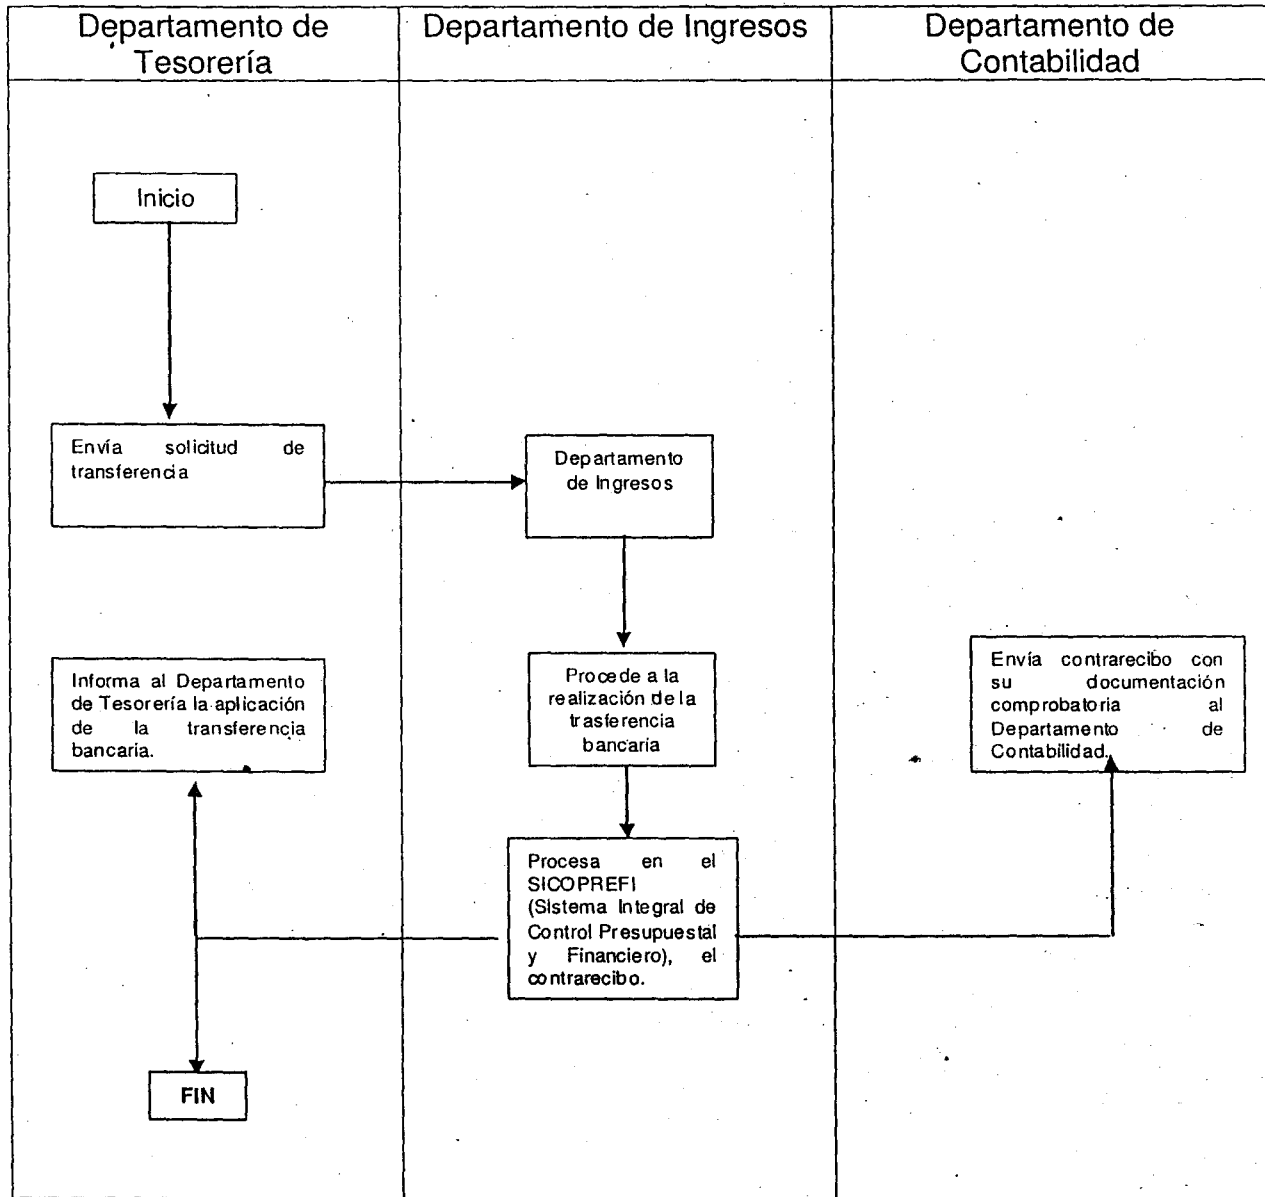 Departamento de
Tesorería
Departamento de Ingresos
Departamento de
Contabilidad
Inicio
Envía solicitud de
transferencia
Departamento
de Ingresos
Informa al Departamento
de Tesorería la aplicación
de la transferencia
bancaria.
Procede a la
realización de la
trasferencia
bancaria
Envía contrarecibo con
su documentación
comprobatoria al
Departamento de
Contabilidad.
Procesa en el
SICOPREFI
(Sistema Integral de
Control Presupuestal
y Financiero), el
contrarecibo.
FIN